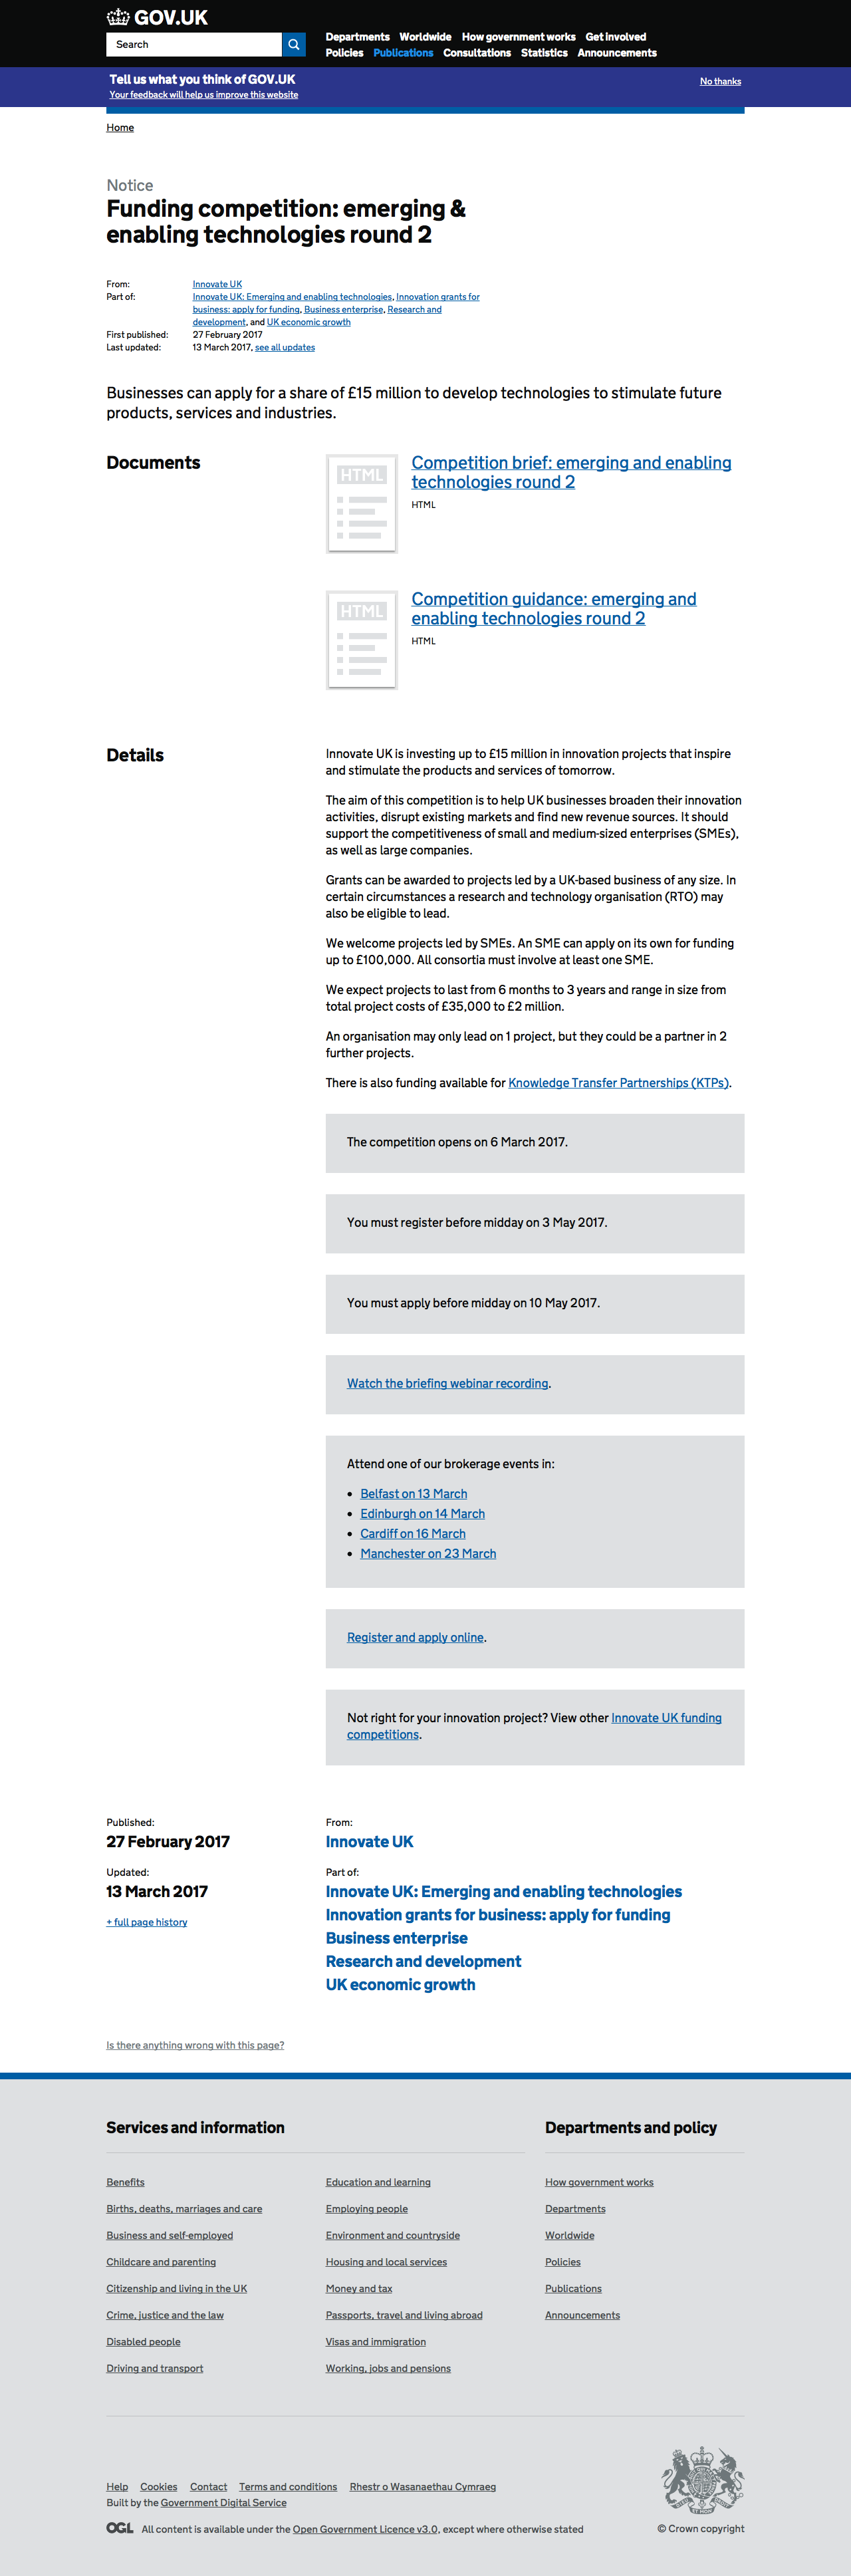 GOV.UK
Search
Departments Worldwide How government works Get involved
Policies Publications Consultations Statistics Announcements
Tell us what you think of GOV.UK
Your feedback will help us improve this website
No thanks
Home
Notice
Funding competition: emerging &
enabling technologies round 2
From: Innovate UK
Part of: Innovate UK: Emerging and enabling technologies, Innovation grants for
business: apply for funding, Business enterprise, Research and
development, and UK economic growth
First published: 27 February 2017
Last updated: 13 March 2017, see all updates
Businesses can apply for a share of £15 million to develop technologies to stimulate future
products, services and industries.
Documents
HTML
Competition brief: emerging and enabling
technologies round 2
HTML
HTML
Competition guidance: emerging and
enabling technologies round 2
HTML
Details
Innovate UK is investing up to £15 million in innovation projects that inspire
and stimulate the products and services of tomorrow.
The aim of this competition is to help UK businesses broaden their innovation
activities, disrupt existing markets and find new revenue sources. It should
support the competitiveness of small and medium-sized enterprises (SMEs),
as well as large companies.
Grants can be awarded to projects led by a UK-based business of any size. In
certain circumstances a research and technology organisation (RTO) may
also be eligible to lead.
We welcome projects led by SMEs. An SME can apply on its own for funding
up to £100,000. All consortia must involve at least one SME.
We expect projects to last from 6 months to 3 years and range in size from
total project costs of £35,000 to £2 million.
An organisation may only lead on 1 project, but they could be a partner in 2
further projects.
There is also funding available for Knowledge Transfer Partnerships (KTPs).
The competition opens on 6 March 2017.
You must register before midday on 3 May 2017.
You must apply before midday on 10 May 2017.
Watch the briefing webinar recording.
Attend one of our brokerage events in:
• Belfast on 13 March
• Edinburgh on 14 March
• Cardiff on 16 March
• Manchester on 23 March
Register and apply online.
Not right for your innovation project? View other Innovate UK funding
competitions.
Published:
27 February 2017
Updated:
13 March 2017
+ full page history
From:
Innovate UK
Part of:
Innovate UK: Emerging and enabling technologies
Innovation grants for business: apply for funding
Business enterprise
Research and development
UK economic growth
Is there anything wrong with this page?
Services and information
Benefits
Births, deaths, marriages and care
Business and self-employed
Childcare and parenting
Citizenship and living in the UK
Crime, justice and the law
Disabled people
Driving and transport
Education and learning
Employing people
Environment and countryside
Housing and local services
Money and tax
Passports, travel and living abroad
Visas and immigration
Working, jobs and pensions
Departments and policy
How government works
Departments
Worldwide
Policies
Publications
Announcements
Help Cookies Contact Terms and conditions Rhestr o Wasanaethau Cymraeg
Built by the Government Digital Service
OGL All content is available under the Open Government Licence v3.0, except where otherwise stated
© Crown copyright